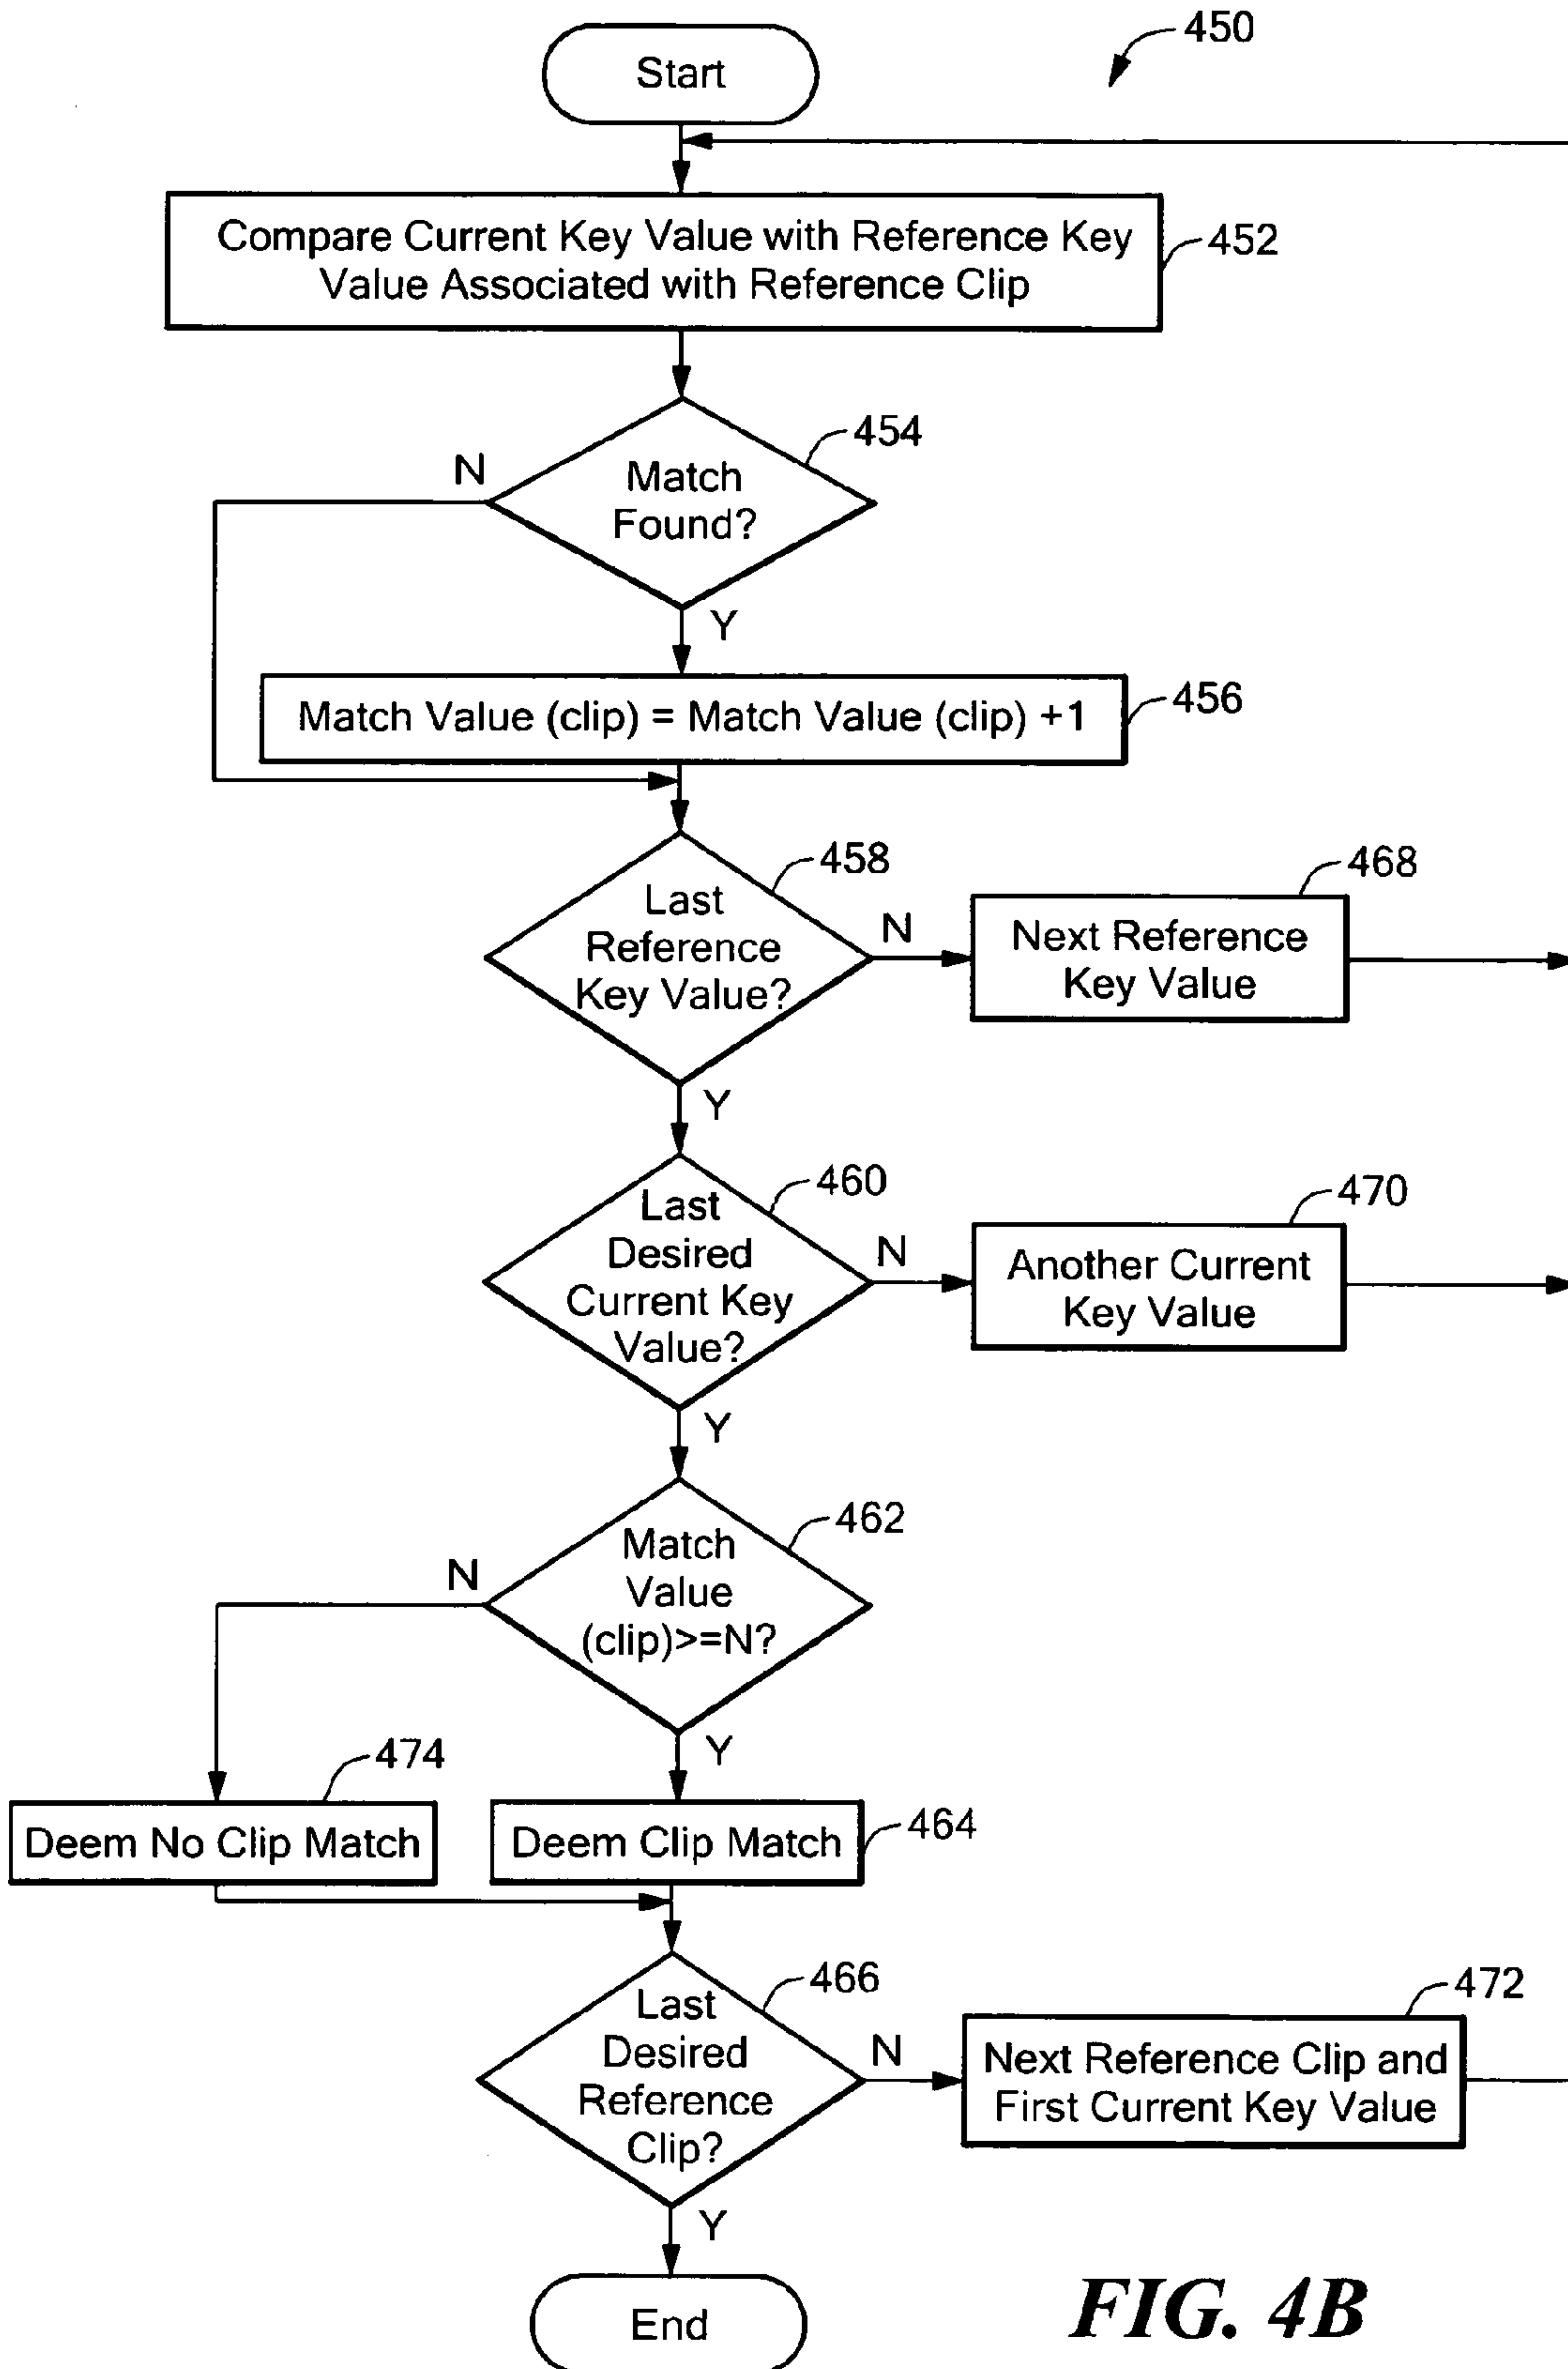 450
Start
Compare Current Key Value with Reference Key
Value Associated with Reference Clip
452
454
N
Match
Found?
Y
Match Value (clip) = Match Value (clip) +1
456
458
Last
Reference
Key Value?
N
468
Next Reference
Key Value
Y
460
Last
Desired
Current Key
Value?
N
470
Another Current
Key Value
Y
462
Match
Value
(clip)>=N?
N
Y
474
Deem No Clip Match
Deem Clip Match
464
466
Last
Desired
Reference
Clip?
N
472
Next Reference Clip and
First Current Key Value
Y
End
FIG. 4B